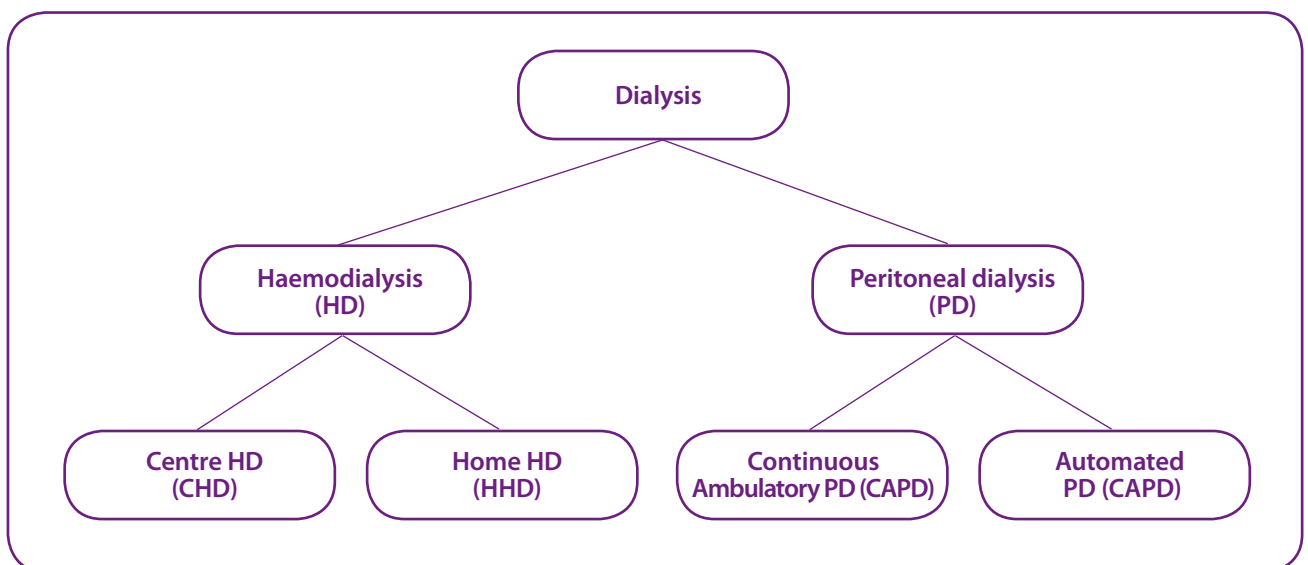 Dialysis
Haemodialysis
(HD)
Peritoneal dialysis
(PD)
Centre HD
(CHD)
Home HD
(HHD)
Continuous
Ambulatory PD (CAPD)
Automated
PD (CAPD)